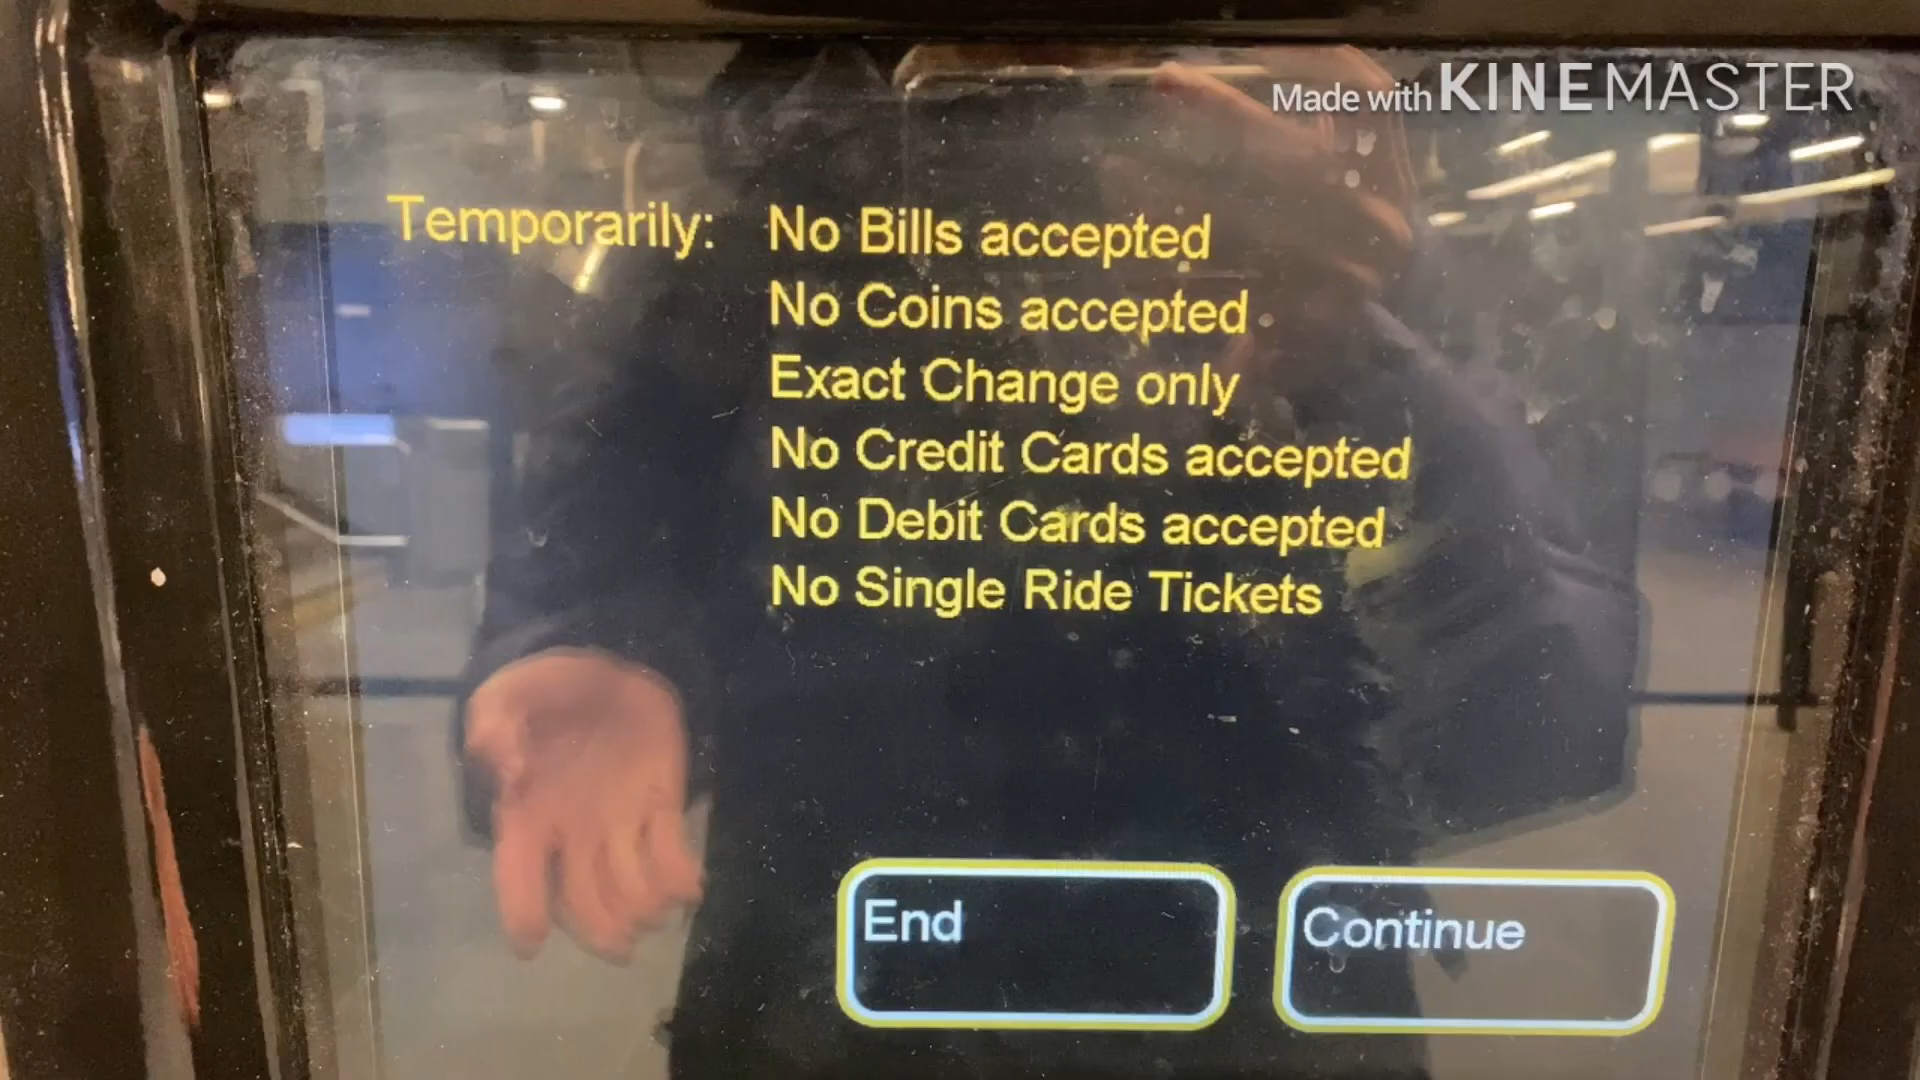 Made with KINEMASTER
Temporarily: No Bills accepted
No Coins accepted
Exact Change only
No Credit Cards accepted
No Debit Cards accepted
No Single Ride Tickets
End
Continue